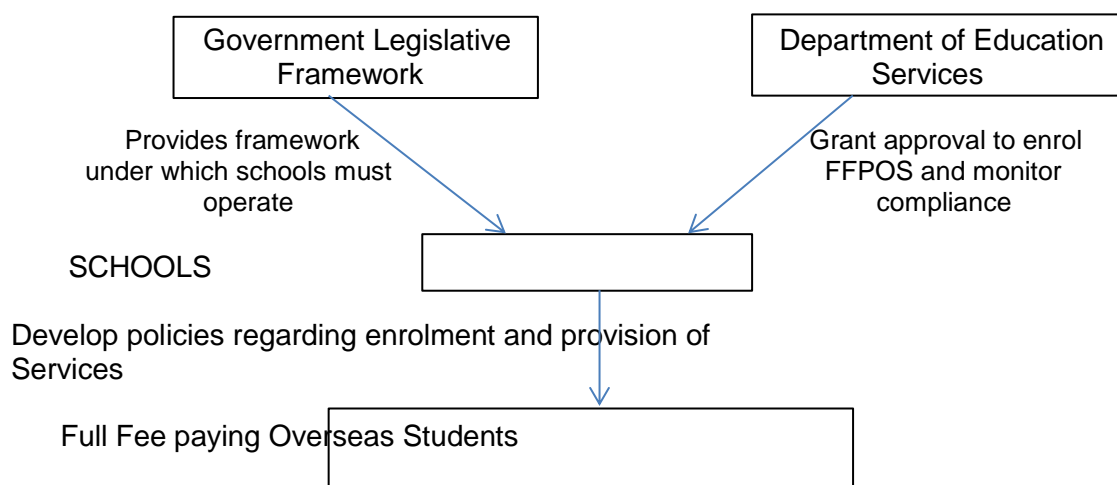 Government Legislative
Framework
Department of Education
Services
Provides framework
under which schools must
operate
Grant approval to enrol
FFPOS and monitor
compliance
SCHOOLS
Develop policies regarding enrolment and provision of
Services
Full Fee paying Overseas Students